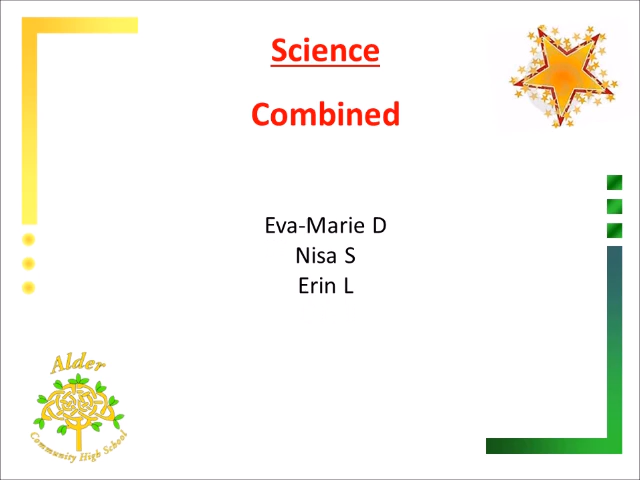 Science
Combined
Eva-Marie D
Nisa S
Erin L
Alder
Community High School